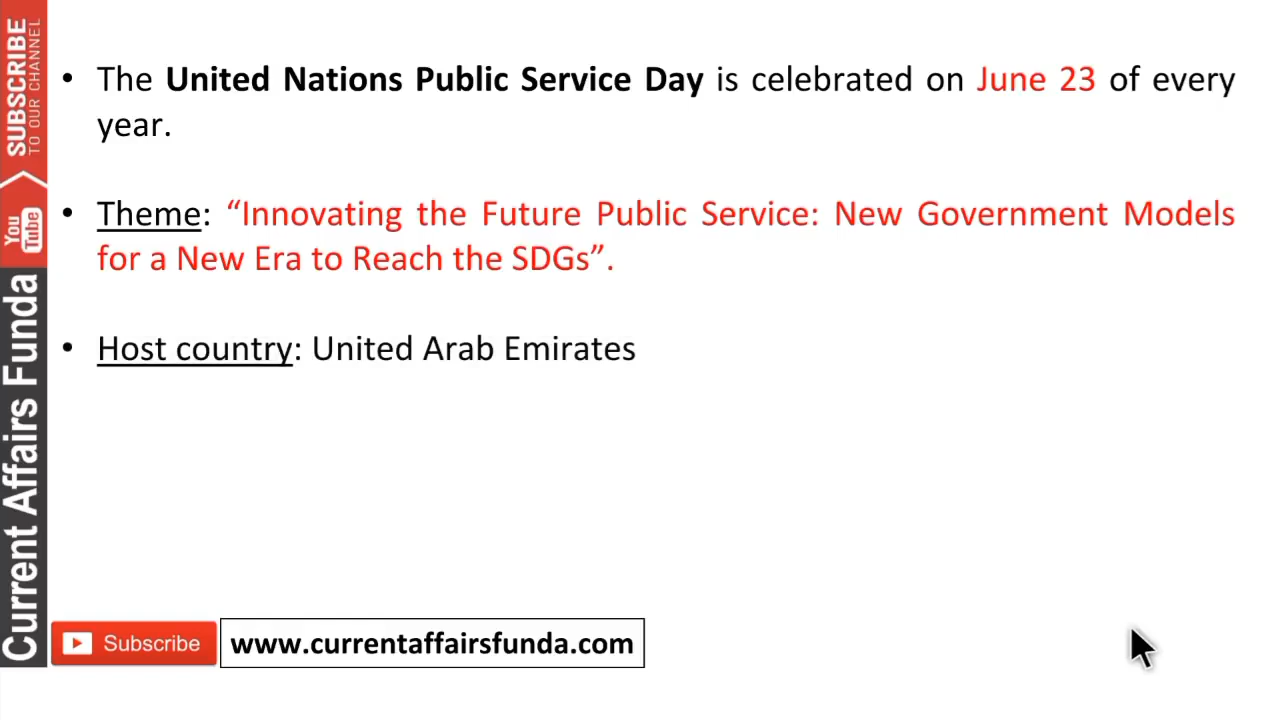 • The United Nations Public Service Day is celebrated on June 23 of every
year.
• Theme: “Innovating the Future Public Service: New Government Models
for a New Era to Reach the SDGs”.
• Host country: United Arab Emirates
SUBSCRIBE
TO OUR CHANNEL
You
Tube
Current Affairs Funda
Subscribe
www.currentaffairsfunda.com